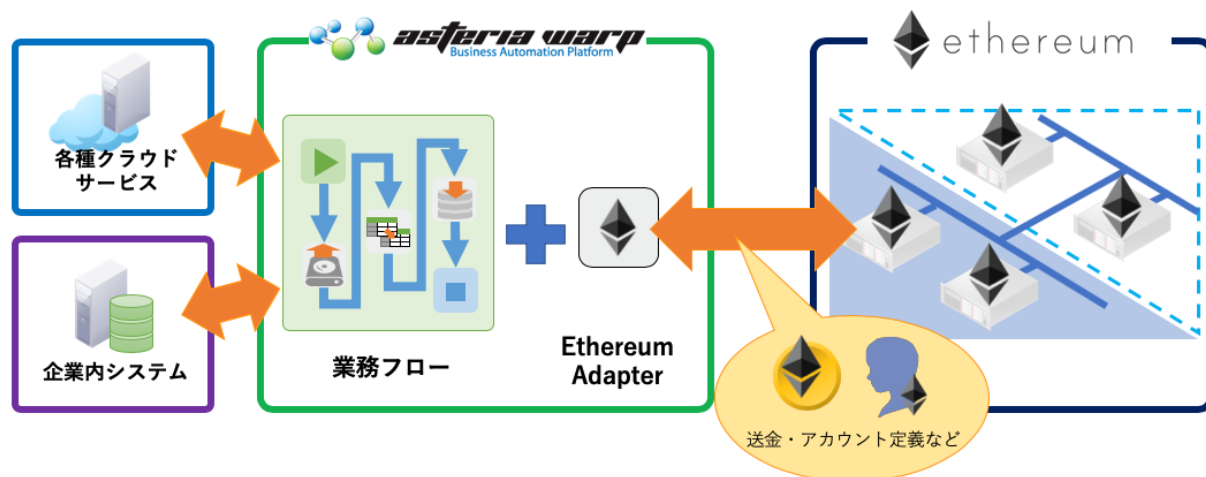 asteria warp
Business Automation Platform
ethereum
各種クラウド
サービス
企業内システム
業務フロー
Ethereum
Adapter
送金・アカウント定義など